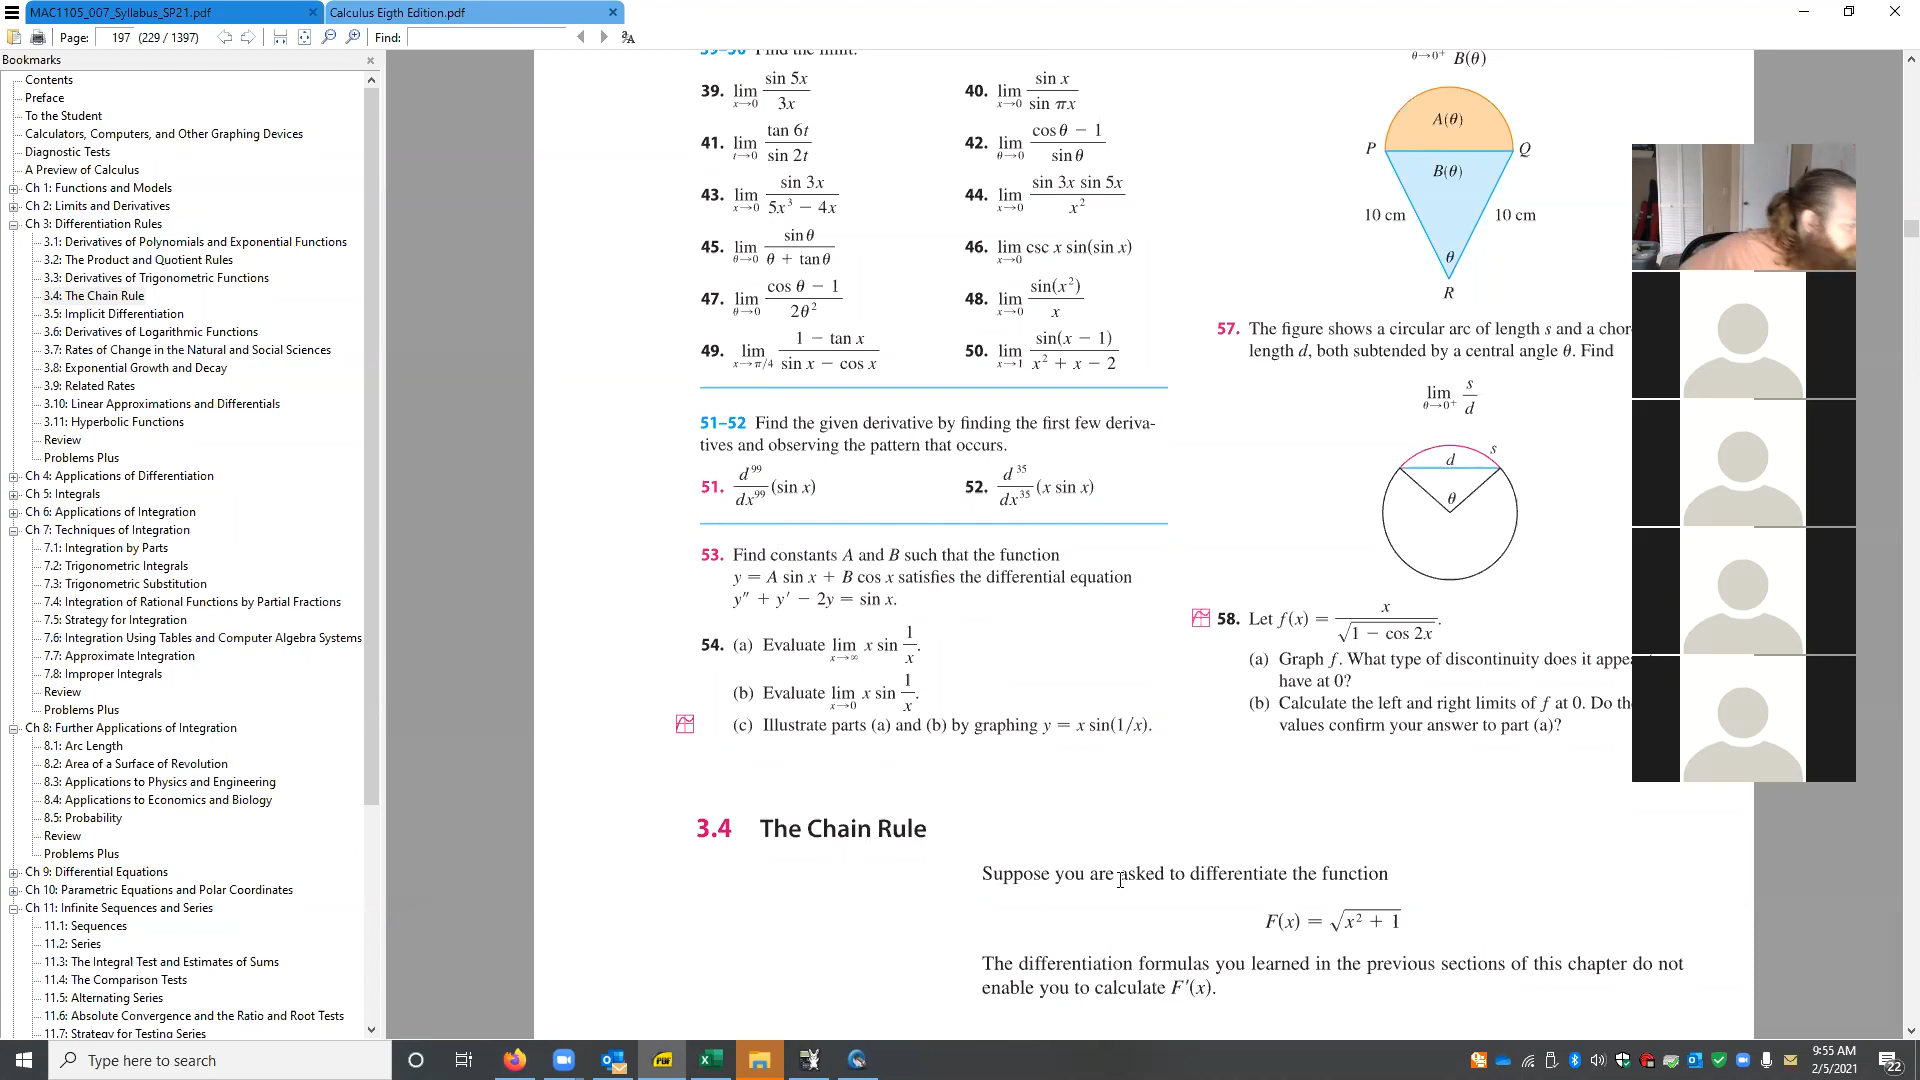 MAC1105_007_Syllabus_SP21.pdf
Calculus Eigth Edition.pdf
Page: 197 (229 / 1397)
Find:
Bookmarks
Contents
Preface
To the Student
Calculators, Computers, and Other Graphing Devices
Diagnostic Tests
A Preview of Calculus
Ch 1: Functions and Models
Ch 2: Limits and Derivatives
Ch 3: Differentiation Rules
3.1: Derivatives of Polynomials and Exponential Functions
3.2: The Product and Quotient Rules
3.3: Derivatives of Trigonometric Functions
3.4: The Chain Rule
3.5: Implicit Differentiation
3.6: Derivatives of Logarithmic Functions
3.7: Rates of Change in the Natural and Social Sciences
3.8: Exponential Growth and Decay
3.9: Related Rates
3.10: Linear Approximations and Differentials
3.11: Hyperbolic Functions
Review
Problems Plus
Ch 4: Applications of Differentiation
Ch 5: Integrals
Ch 6: Applications of Integration
Ch 7: Techniques of Integration
7.1: Integration by Parts
7.2: Trigonometric Integrals
7.3: Trigonometric Substitution
7.4: Integration of Rational Functions by Partial Fractions
7.5: Strategy for Integration
7.6: Integration Using Tables and Computer Algebra Systems
7.7: Approximate Integration
7.8: Improper Integrals
Review
Problems Plus
Ch 8: Further Applications of Integration
8.1: Arc Length
8.2: Area of a Surface of Revolution
8.3: Applications to Physics and Engineering
8.4: Applications to Economics and Biology
8.5: Probability
Review
Problems Plus
Ch 9: Differential Equations
Ch 10: Parametric Equations and Polar Coordinates
Ch 11: Infinite Sequences and Series
11.1: Sequences
11.2: Series
11.3: The Integral Test and Estimates of Sums
11.4: The Comparison Tests
11.5: Alternating Series
11.6: Absolute Convergence and the Ratio and Root Tests
11.7: Strategy for Testing Series
39–50 Find the limit.
39. lim x→0 sin 5x / 3x
40. lim x→0 sin x / sin πx
41. lim t→0 tan 6t / sin 2t
42. lim θ→0 cos θ − 1 / sin θ
43. lim x→0 sin 3x / 5x³ − 4x
44. lim x→0 sin 3x sin 5x / x²
45. lim θ→0 sin θ / θ + tan θ
46. lim x→0 csc x sin(sin x)
47. lim θ→0 cos θ − 1 / 2θ²
48. lim x→0 sin(x²) / x
49. lim x→π/4 1 − tan x / sin x − cos x
50. lim x→1 sin(x − 1) / x² + x − 2
51–52 Find the given derivative by finding the first few deriva-
tives and observing the pattern that occurs.
51. d⁹⁹/dx⁹⁹ (sin x)
52. d³⁵/dx³⁵ (x sin x)
53. Find constants A and B such that the function
y = A sin x + B cos x satisfies the differential equation
y″ + y′ − 2y = sin x.
54. (a) Evaluate lim x→∞ x sin 1/x.
(b) Evaluate lim x→0 x sin 1/x.
(c) Illustrate parts (a) and (b) by graphing y = x sin(1/x).
θ→0⁺ B(θ)
A(θ)
P
Q
B(θ)
10 cm
10 cm
θ
R
57. The figure shows a circular arc of length s and a chor
length d, both subtended by a central angle θ. Find
lim θ→0⁺ s/d
d
s
θ
58. Let f(x) = x / √(1 − cos 2x).
(a) Graph f. What type of discontinuity does it appe
have at 0?
(b) Calculate the left and right limits of f at 0. Do th
values confirm your answer to part (a)?
3.4 The Chain Rule
Suppose you are asked to differentiate the function
F(x) = √(x² + 1)
The differentiation formulas you learned in the previous sections of this chapter do not
enable you to calculate F′(x).
Type here to search
9:55 AM
2/5/2021
22